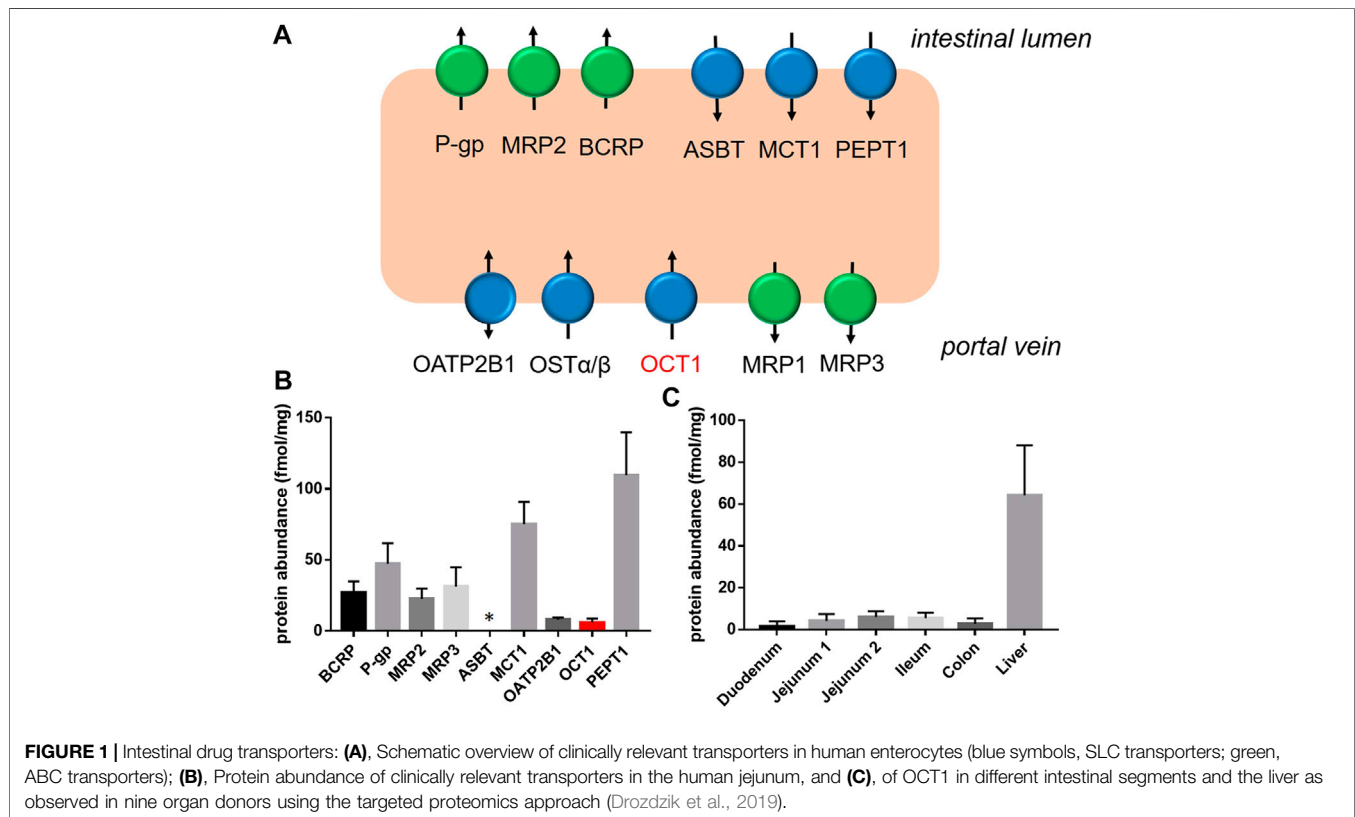 A
intestinal lumen
P-gp MRP2 BCRP ASBT MCT1 PEPT1
OATP2B1 OSTα/β OCT1 MRP1 MRP3
portal vein
B
protein abundance (fmol/mg)
150
100
50
0
*
BCRP
P-gp
MRP2
MRP3
ASBT
MCT1
OATP2B1
OCT1
PEPT1
C
protein abundance (fmol/mg)
100
80
60
40
20
0
Duodenum
Jejunum 1
Jejunum 2
Ileum
Colon
Liver
FIGURE 1 | Intestinal drug transporters: (A), Schematic overview of clinically relevant transporters in human enterocytes (blue symbols, SLC transporters; green,
ABC transporters); (B), Protein abundance of clinically relevant transporters in the human jejunum, and (C), of OCT1 in different intestinal segments and the liver as
observed in nine organ donors using the targeted proteomics approach (Drozdzik et al., 2019).